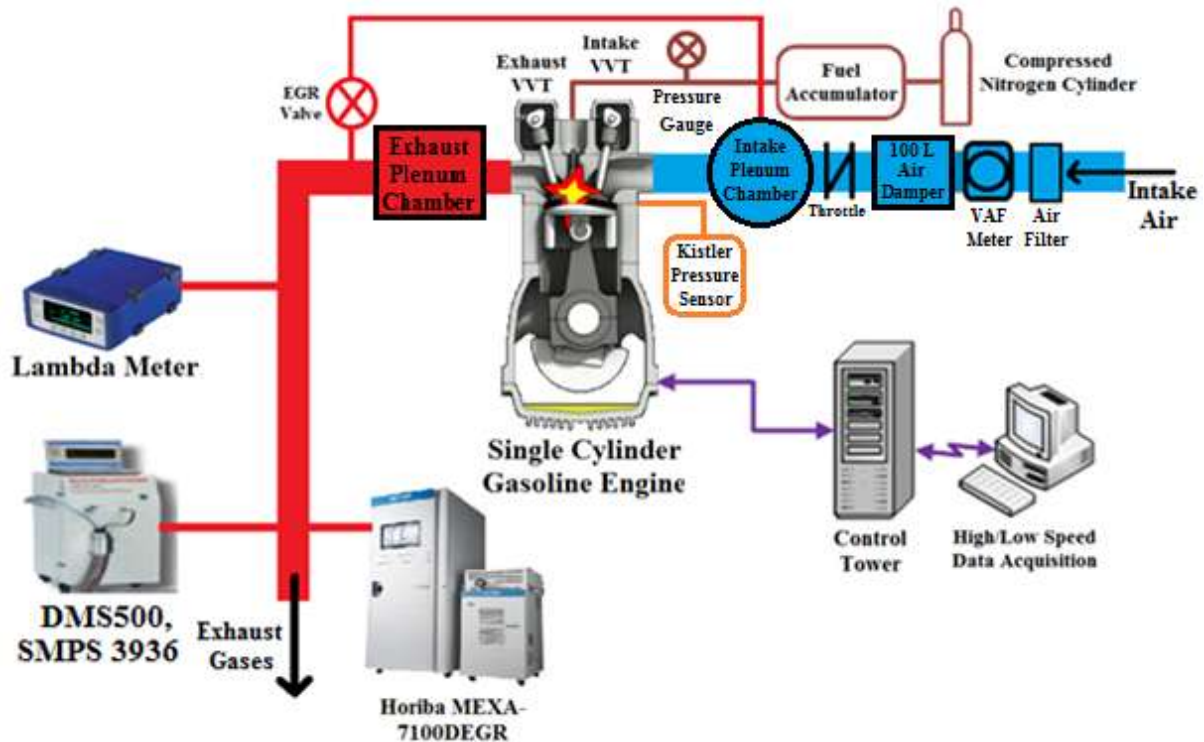 Exhaust
VVT
Intake
VVT
EGR
Valve
Pressure
Gauge
Fuel
Accumulator
Compressed
Nitrogen Cylinder
Exhaust
Plenum
Chamber
Intake
Plenum
Chamber
Throttle
100 L
Air
Damper
VAF
Meter
Air
Filter
Intake
Air
Kistler
Pressure
Sensor
Lambda Meter
Single Cylinder
Gasoline Engine
Control
Tower
High/Low Speed
Data Acquisition
DMS500,
SMPS 3936
Exhaust
Gases
Horiba MEXA-
7100DEGR